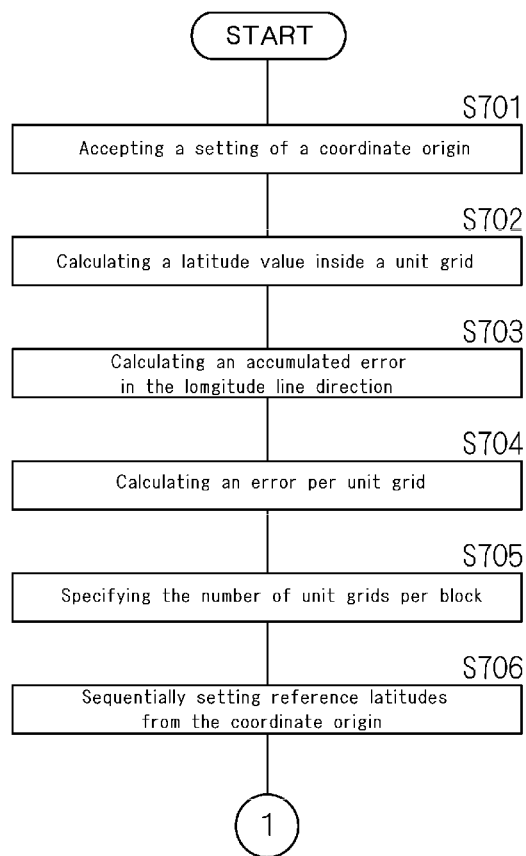 START
S701
Accepting a setting of a coordinate origin
S702
Calculating a latitude value inside a unit grid
S703
Calculating an accumulated error
in the lomgitude line direction
S704
Calculating an error per unit grid
S705
Specifying the number of unit grids per block
S706
Sequentially setting reference latitudes
from the coordinate origin
1